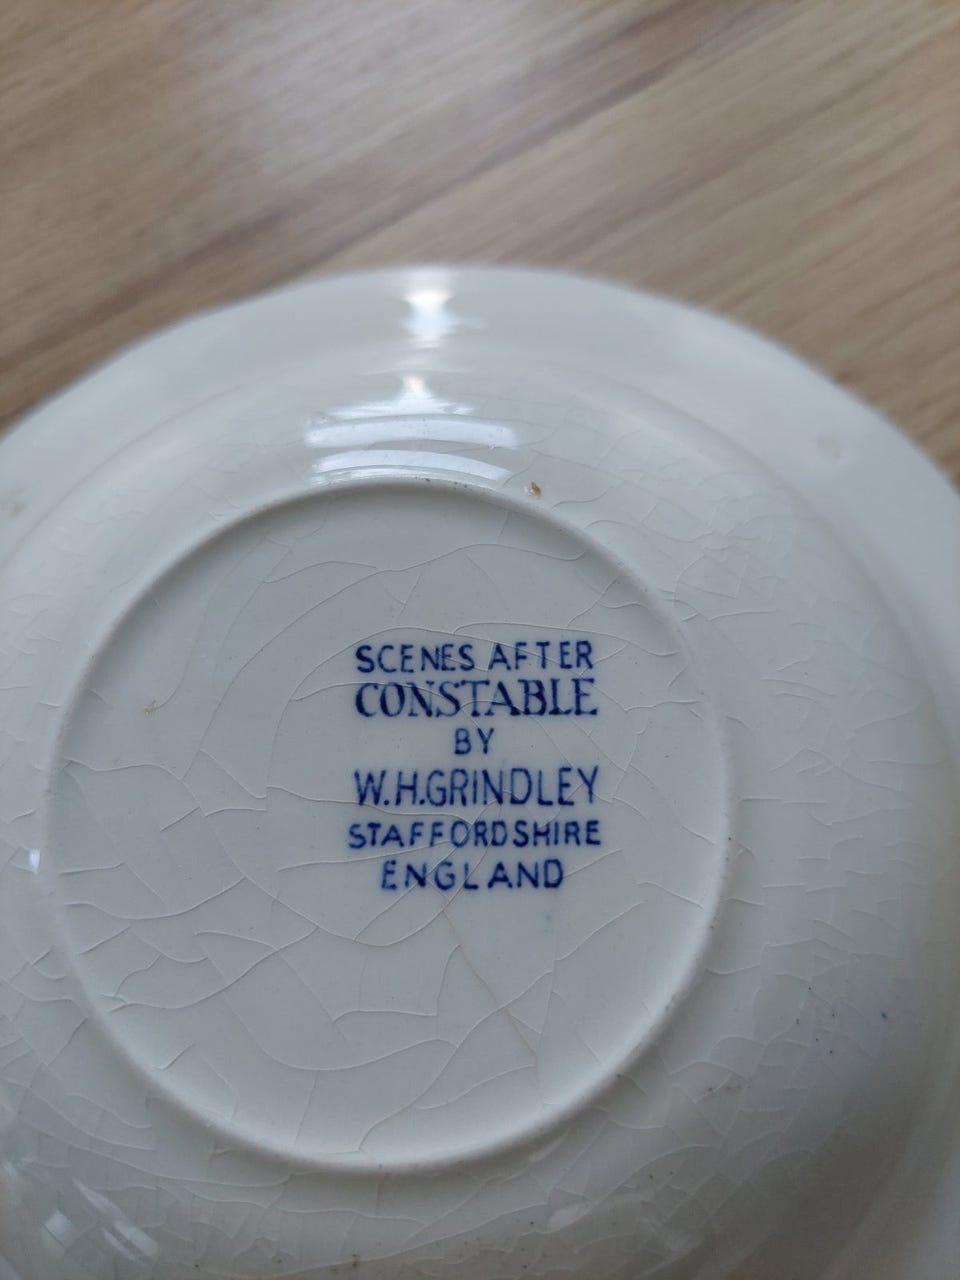 SCENES AFTER
CONSTABLE
BY
W.H.GRINDLEY
STAFFORDSHIRE
ENGLAND